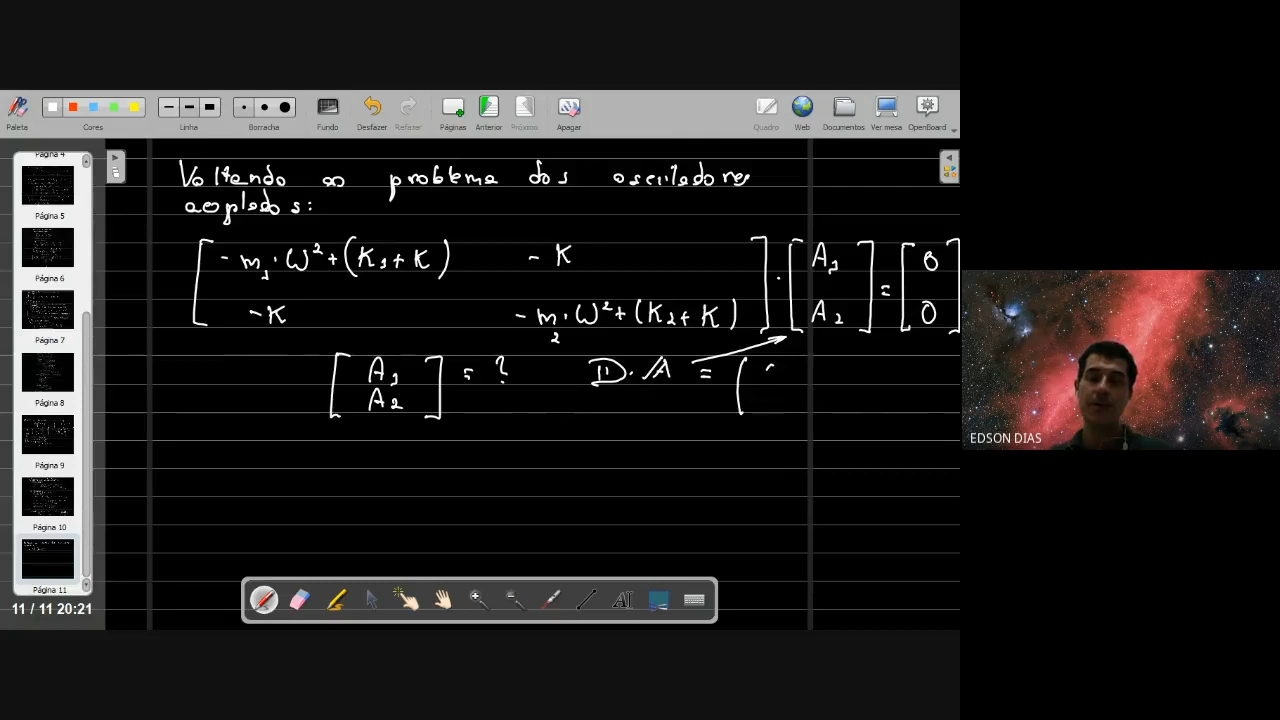 Paleta Cores Linha Borracha Fundo Desfazer Refazer Páginas Anterior Próximo Apagar Quadro Web Documentos Ver mesa OpenBoard
Página 4
Página 5
Página 6
Página 7
Página 8
Página 9
Página 10
Página 11
11 / 11 20:21
Voltando ao problema dos osciladores
acoplados:
[ -m₁·ω²+(K₁+K) -K ] · [ A₁ ] = [ 0 ]
[ -K -m₂·ω²+(K₂+K) ] [ A₂ ] [ 0 ]
[ A₁ ] = ? D·A = (
[ A₂ ]
EDSON DIAS
AI